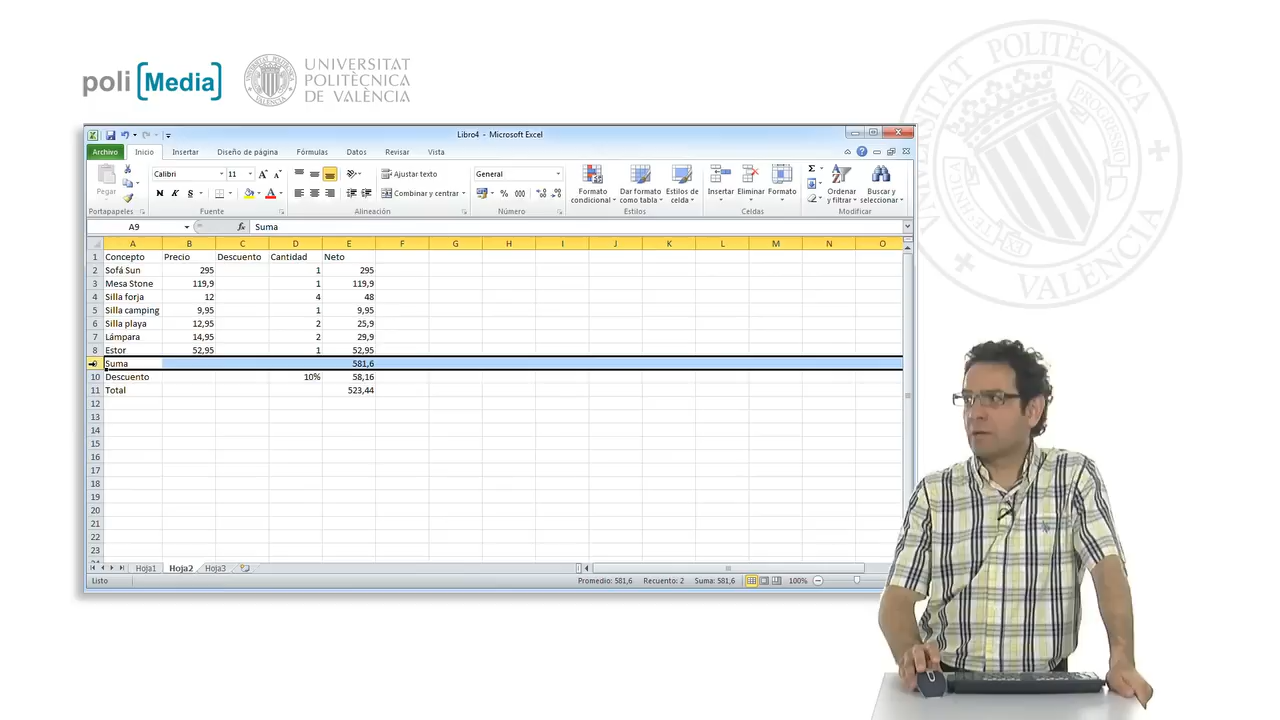 poli[Media]
UNIVERSITAT
POLITÈCNICA
DE VALÈNCIA
UNIVERSITAT POLITÈCNICA
DE VALÈNCIA
Libro4 - Microsoft Excel
Archivo Inicio Insertar Diseño de página Fórmulas Datos Revisar Vista
Pegar
Calibri 11
N K S
Ajustar texto
Combinar y centrar
General
% 000
Formato condicional
Dar formato como tabla
Estilos de celda
Insertar Eliminar Formato
Ordenar y filtrar
Buscar y seleccionar
Portapapeles Fuente Alineación Número Estilos Celdas Modificar
A9 fx Suma
A B C D E F G H I J K L M N O
1 Concepto Precio Descuento Cantidad Neto
2 Sofá Sun 295 1 295
3 Mesa Stone 119,9 1 119,9
4 Silla forja 12 4 48
5 Silla camping 9,95 1 9,95
6 Silla playa 12,95 2 25,9
7 Lámpara 14,95 2 29,9
8 Estor 52,95 1 52,95
Suma 581,6
10 Descuento 10% 58,16
11 Total 523,44
12
13
14
15
16
17
18
19
20
21
22
23
Hoja1 Hoja2 Hoja3
Listo Promedio: 581,6 Recuento: 2 Suma: 581,6 100%